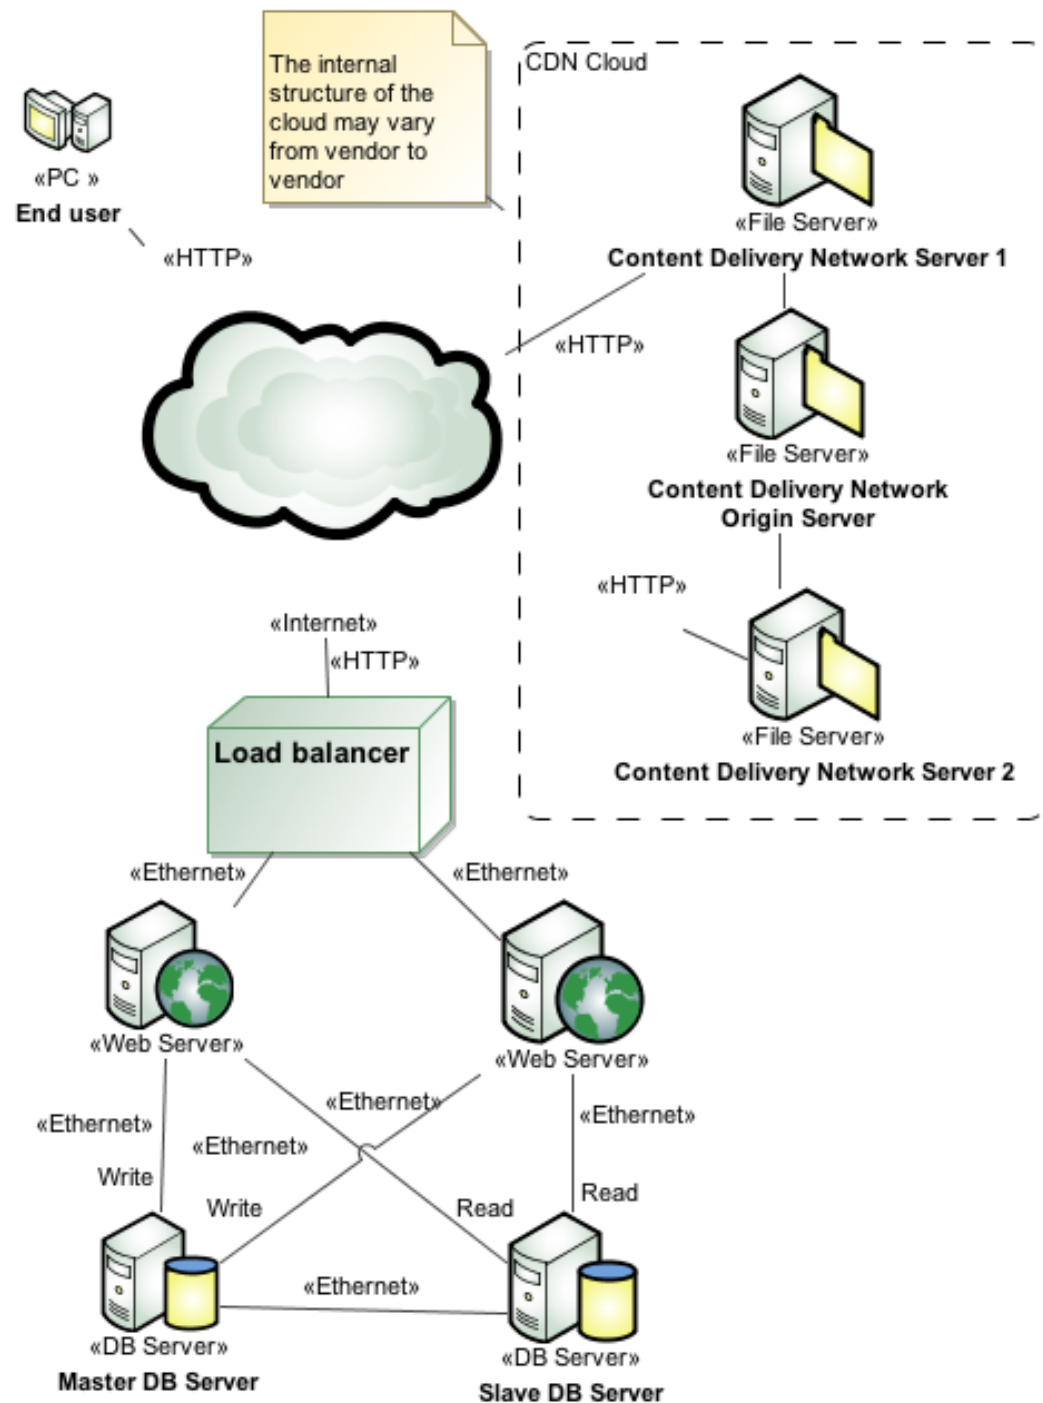 The internal
structure of the
cloud may vary
from vendor to
vendor
CDN Cloud
«PC »
End user
«HTTP»
«File Server»
Content Delivery Network Server 1
«HTTP»
«File Server»
Content Delivery Network
Origin Server
«HTTP»
«File Server»
Content Delivery Network Server 2
«Internet»
«HTTP»
Load balancer
«Ethernet»
«Ethernet»
«Web Server»
«Web Server»
«Ethernet»
«Ethernet»
«Ethernet»
«Ethernet»
Write
Write
Read
Read
«Ethernet»
«DB Server»
Master DB Server
«DB Server»
Slave DB Server